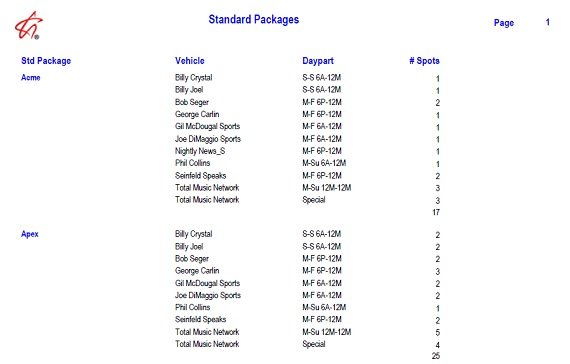 Standard Packages Page 1
Std Package Vehicle Daypart # Spots
Acme Billy Crystal S-S 6A-12M 1
Billy Joel S-S 6A-12M 1
Bob Seger M-F 6P-12M 2
George Carlin M-F 6P-12M 1
Gil McDougal Sports M-F 6A-12M 1
Joe DiMaggio Sports M-F 6A-12M 1
Nightly News_S M-F 6P-12M 1
Phil Collins M-Su 6A-12M 1
Seinfeld Speaks M-F 6P-12M 2
Total Music Network M-Su 12M-12M 3
Total Music Network Special 3
17
Apex Billy Crystal S-S 6A-12M 2
Billy Joel S-S 6A-12M 2
Bob Seger M-F 6P-12M 2
George Carlin M-F 6P-12M 3
Gil McDougal Sports M-F 6A-12M 2
Joe DiMaggio Sports M-F 6A-12M 2
Phil Collins M-Su 6A-12M 1
Seinfeld Speaks M-F 6P-12M 2
Total Music Network M-Su 12M-12M 5
Total Music Network Special 4
25